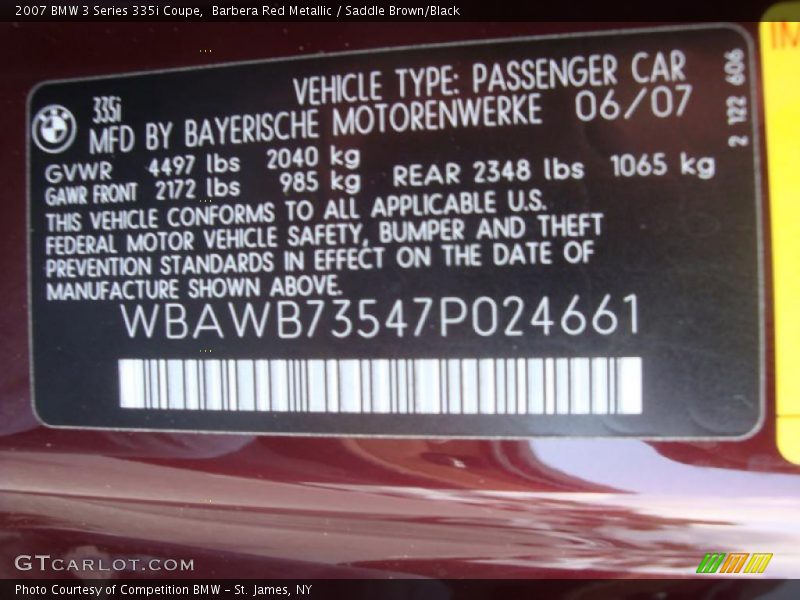 2007 BMW 3 Series 335i Coupe,  Barbera Red Metallic / Saddle Brown/Black
335i
VEHICLE TYPE: PASSENGER CAR
MFD BY BAYERISCHE MOTORENWERKE 06/07
GVWR 4497 lbs 2040 kg
GAWR FRONT 2172 lbs 985 kg REAR 2348 lbs 1065 kg
THIS VEHICLE CONFORMS TO ALL APPLICABLE U.S.
FEDERAL MOTOR VEHICLE SAFETY, BUMPER AND THEFT
PREVENTION STANDARDS IN EFFECT ON THE DATE OF
MANUFACTURE SHOWN ABOVE.
WBAWB73547P024661
2 122 606
IM
GTCARLOT.COM
Photo Courtesy of Competition BMW - St. James, NY